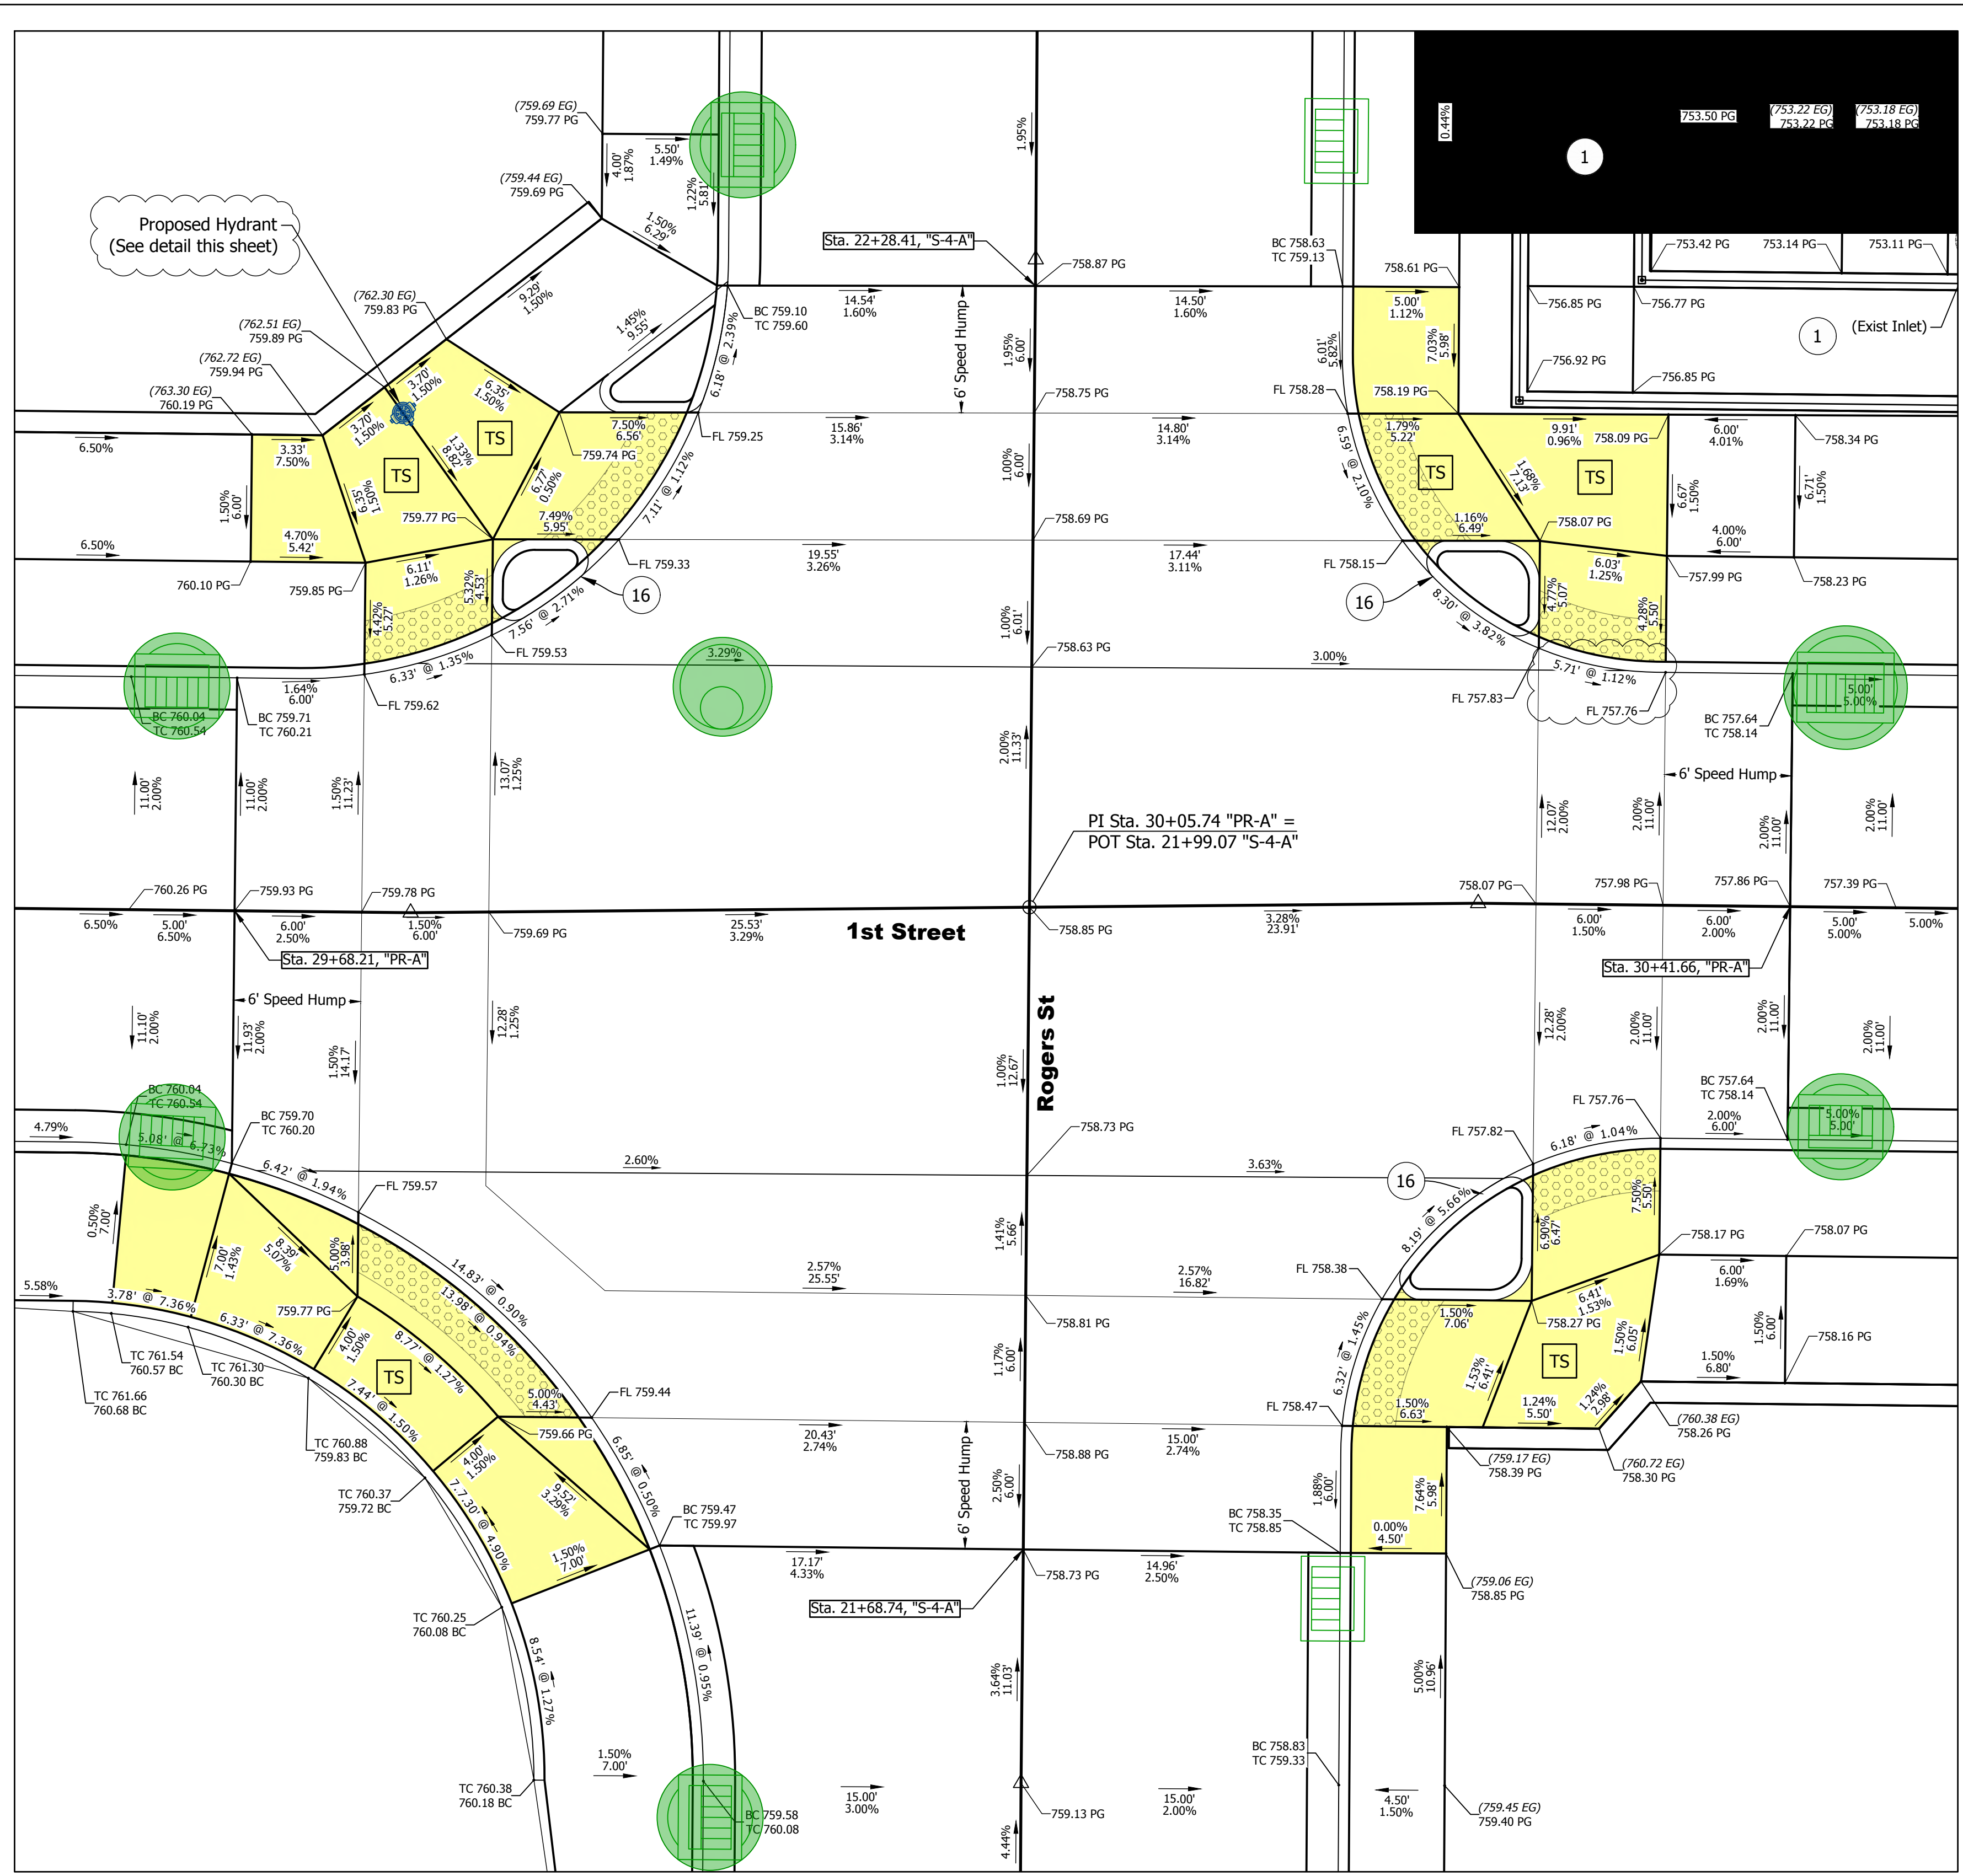 (759.69 EG)
759.77 PG
5.50'
1.49%
4.00'
1.87%
1.22%
5.81'
(759.44 EG)
759.69 PG
1.50%
6.29'
Proposed Hydrant
(See detail this sheet)
9.29'
1.50%
1.45%
9.55'
(762.30 EG)
759.83 PG
(762.51 EG)
759.89 PG
(762.72 EG)
759.94 PG
(763.30 EG)
760.19 PG
BC 759.10
TC 759.60
6.18' @ 2.39%
3.70'
1.50%
3.70'
1.50%
6.35'
1.50%
TS
TS
1.33%
8.82'
7.50%
6.56'
FL 759.25
759.74 PG
6.50%
3.33'
7.50%
1.50%
6.00'
6.35'
1.50%
6.77'
0.50%
7.11' @ 1.12%
759.77 PG
7.49%
5.95'
4.70%
5.42'
6.50%
760.10 PG
759.85 PG
6.11'
1.26%
5.32%
4.53'
FL 759.33
16
4.42%
5.27'
7.56' @ 2.71%
FL 759.53
6.33' @ 1.35%
FL 759.62
1.64%
6.00'
BC 760.04
TC 760.54
BC 759.71
TC 760.21
3.29%
1.95%
Sta. 22+28.41, "S-4-A"
758.87 PG
14.54'
1.60%
14.50'
1.60%
6' Speed Hump
1.95%
6.00'
758.75 PG
15.86'
3.14%
14.80'
3.14%
1.00%
6.00'
758.69 PG
19.55'
3.26%
17.44'
3.11%
1.00%
6.01'
758.63 PG
3.00%
2.00%
11.33'
BC 758.63
TC 759.13
758.61 PG
5.00'
1.12%
6.01'
5.82%
7.03%
5.98'
FL 758.28
758.19 PG
1.79%
5.22'
9.91'
0.96%
758.09 PG
6.00'
4.01%
758.34 PG
6.59' @ 2.10%
TS
1.68%
7.13'
TS
6.67'
1.50%
6.71'
1.50%
1.16%
6.49'
758.07 PG
4.00%
6.00'
FL 758.15
6.03'
1.25%
757.99 PG
758.23 PG
16
8.30' @ 3.82%
4.77%
5.07'
4.28%
5.50'
5.71' @ 1.12%
FL 757.83
FL 757.76
BC 757.64
TC 758.14
5.00'
5.00%
0.44%
1
753.50 PG
(753.22 EG)
753.22 PG
(753.18 EG)
753.18 PG
753.42 PG
753.14 PG
753.11 PG
756.85 PG
756.77 PG
1
(Exist Inlet)
756.92 PG
756.85 PG
11.00'
2.00%
11.00'
2.00%
1.50%
11.23'
13.07'
1.25%
12.07'
2.00%
2.00%
11.00'
6' Speed Hump
2.00%
11.00'
2.00%
11.00'
PI Sta. 30+05.74 "PR-A" =
POT Sta. 21+99.07 "S-4-A"
760.26 PG
759.93 PG
759.78 PG
758.07 PG
757.98 PG
757.86 PG
757.39 PG
6.50%
5.00'
6.50%
6.00'
2.50%
1.50%
6.00'
759.69 PG
25.53'
3.29%
1st Street
758.85 PG
3.28%
23.91'
6.00'
1.50%
6.00'
2.00%
5.00'
5.00%
5.00%
Sta. 29+68.21, "PR-A"
Sta. 30+41.66, "PR-A"
6' Speed Hump
11.10'
2.00%
11.93'
2.00%
1.50%
14.17'
12.28'
1.25%
1.00%
12.67'
Rogers St
12.28'
2.00%
2.00%
11.00'
2.00%
11.00'
2.00%
11.00'
BC 760.04
TC 760.54
4.79%
5.08' @ 6.73%
BC 759.70
TC 760.20
6.42' @ 1.94%
FL 759.57
2.60%
758.73 PG
3.63%
FL 757.82
FL 757.76
6.18' @ 1.04%
BC 757.64
TC 758.14
2.00%
6.00'
5.00%
5.00'
0.50%
7.00'
7.00'
1.43%
8.39'
5.07%
5.00%
3.98'
14.83' @ 0.90%
13.98' @ 0.94%
1.41%
5.66'
16
8.19' @ 5.66%
6.90%
6.47'
7.50%
5.50'
758.17 PG
758.07 PG
5.58%
3.78' @ 7.36%
759.77 PG
2.57%
25.55'
2.57%
16.82'
FL 758.38
6.00'
1.69%
6.33' @ 7.36%
4.00'
1.50%
8.77' @ 1.27%
758.81 PG
1.50%
7.06'
6.41'
1.53%
758.27 PG
TC 761.54
760.57 BC
TC 761.30
760.30 BC
TS
1.17%
6.00'
6.32' @ 1.45%
TS
1.50%
6.05'
1.50%
6.00'
758.16 PG
TC 761.66
760.68 BC
7.44' @ 1.50%
5.00%
4.43'
FL 759.44
1.53%
6.41'
1.24%
5.50'
1.24%
2.98'
1.50%
6.80'
TC 760.88
759.83 BC
759.66 PG
20.43'
2.74%
758.88 PG
15.00'
2.74%
FL 758.47
1.50%
6.63'
(760.38 EG)
758.26 PG
4.00'
1.50%
6.85' @ 0.50%
6' Speed Hump
2.50%
6.00'
1.88%
6.00'
7.64%
5.98'
(759.17 EG)
758.39 PG
(760.72 EG)
758.30 PG
TC 760.37
759.72 BC
9.52'
3.29%
7.7.30' @ 4.90%
BC 759.47
TC 759.97
BC 758.35
TC 758.85
0.00%
4.50'
1.50%
7.00'
17.17'
4.33%
758.73 PG
14.96'
2.50%
(759.06 EG)
758.85 PG
TC 760.25
760.08 BC
Sta. 21+68.74, "S-4-A"
8.54' @ 1.27%
11.39' @ 0.95%
3.64%
11.03'
5.00%
10.96'
1.50%
7.00'
BC 758.83
TC 759.33
TC 760.38
760.18 BC
BC 759.58
TC 760.08
15.00'
3.00%
759.13 PG
15.00'
2.00%
4.50'
1.50%
(759.45 EG)
759.40 PG
4.44%